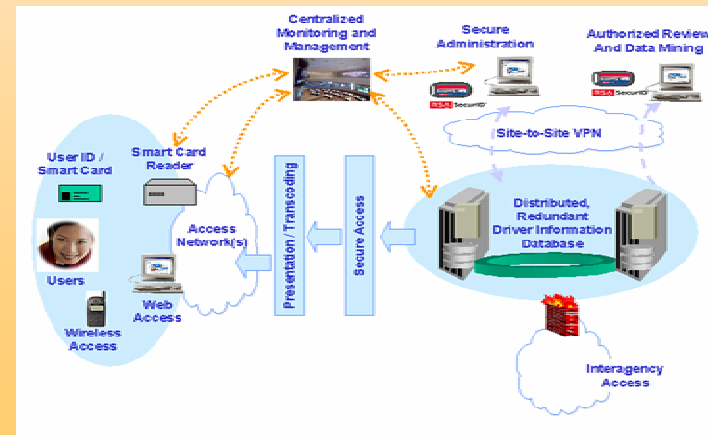 Centralized
Monitoring and
Management
Secure
Administration
Authorized Review
And Data Mining
RSA SecurID
RSA SecurID
Site-to-Site VPN
User ID /
Smart Card
Smart Card
Reader
Access
Network(s)
Presentation / Transcoding
Secure Access
Distributed,
Redundant
Driver Information
Database
Users
Web
Access
Wireless
Access
Interagency
Access